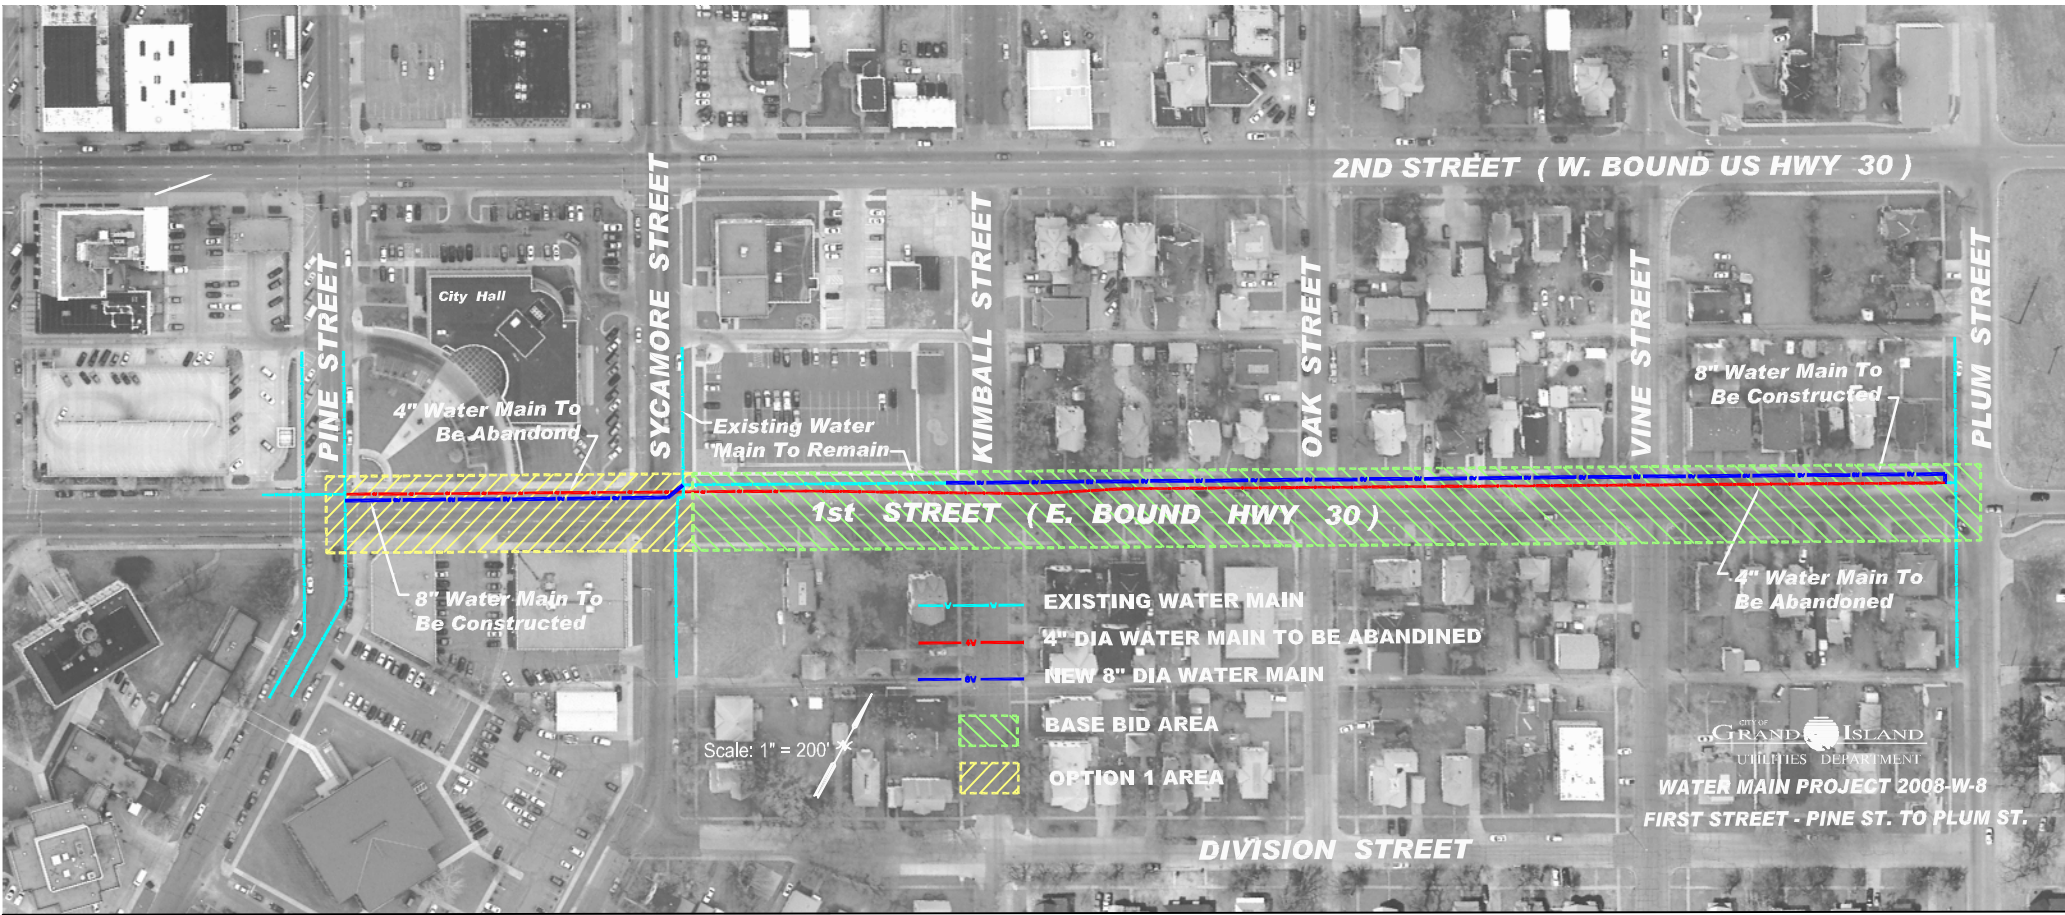 2ND STREET ( W. BOUND US HWY 30 )
PINE STREET
SYCAMORE STREET
KIMBALL STREET
OAK STREET
VINE STREET
PLUM STREET
City Hall
4" Water Main To
Be Abandond
Existing Water
Main To Remain
8" Water Main To
Be Constructed
1st STREET ( E. BOUND HWY 30 )
8" Water Main To
Be Constructed
4" Water Main To
Be Abandoned
EXISTING WATER MAIN
4" DIA WATER MAIN TO BE ABANDINED
NEW 8" DIA WATER MAIN
BASE BID AREA
OPTION 1 AREA
Scale: 1" = 200'
CITY OF
GRAND ISLAND
UTILITIES DEPARTMENT
WATER MAIN PROJECT 2008-W-8
FIRST STREET - PINE ST. TO PLUM ST.
DIVISION STREET